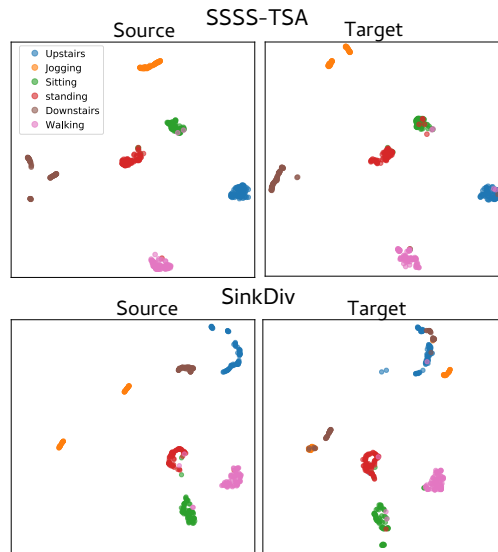 SSSS-TSA
Source
Target
Upstairs
Jogging
Sitting
standing
Downstairs
Walking
SinkDiv
Source
Target